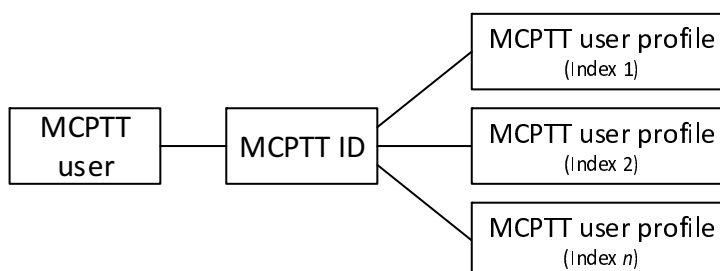 MCPTT user profile
(Index 1)
MCPTT
user
MCPTT ID
MCPTT user profile
(Index 2)
MCPTT user profile
(Index n)